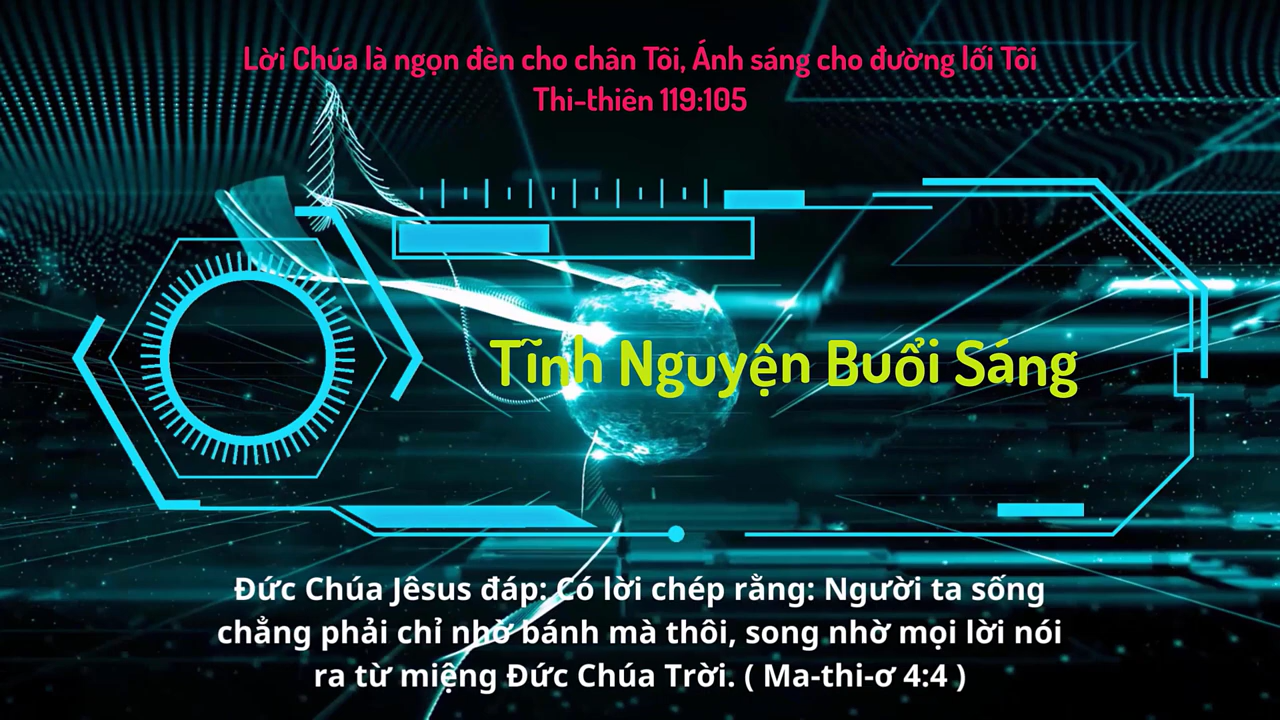 Lời Chúa là ngọn đèn cho chân Tôi, Ánh sáng cho đường lối Tôi
Thi-thiên 119:105
Tĩnh Nguyện Buổi Sáng
Đức Chúa Jêsus đáp: Có lời chép rằng: Người ta sống
chẳng phải chỉ nhờ bánh mà thôi, song nhờ mọi lời nói
ra từ miệng Đức Chúa Trời. ( Ma-thi-ơ 4:4 )